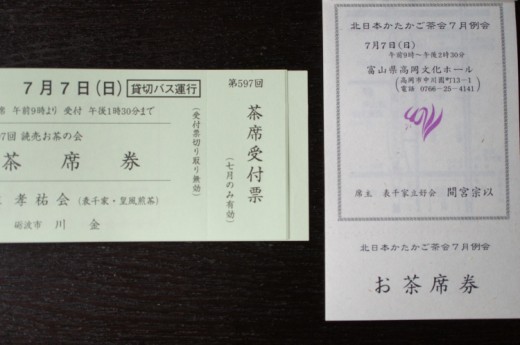 7月7日(日) 貸切バス運行
席 午前9時より 受付 午後1時30分まで
97回 読売お茶の会
茶席券
孝祐会(表千家・皇風煎茶)
砺波市 川金
(受付票切り取り無効)
第597回
茶席受付票
(七月のみ有効)
北日本かたかご茶会7月例会
7月7日(日)
午前9時〜午後2時30分
富山県高岡文化ホール
(高岡市中川園町13-1
電話 0766-25-4141)
席主 表千家立好会 間宮宗以
北日本かたかご茶会7月例会
お茶席券